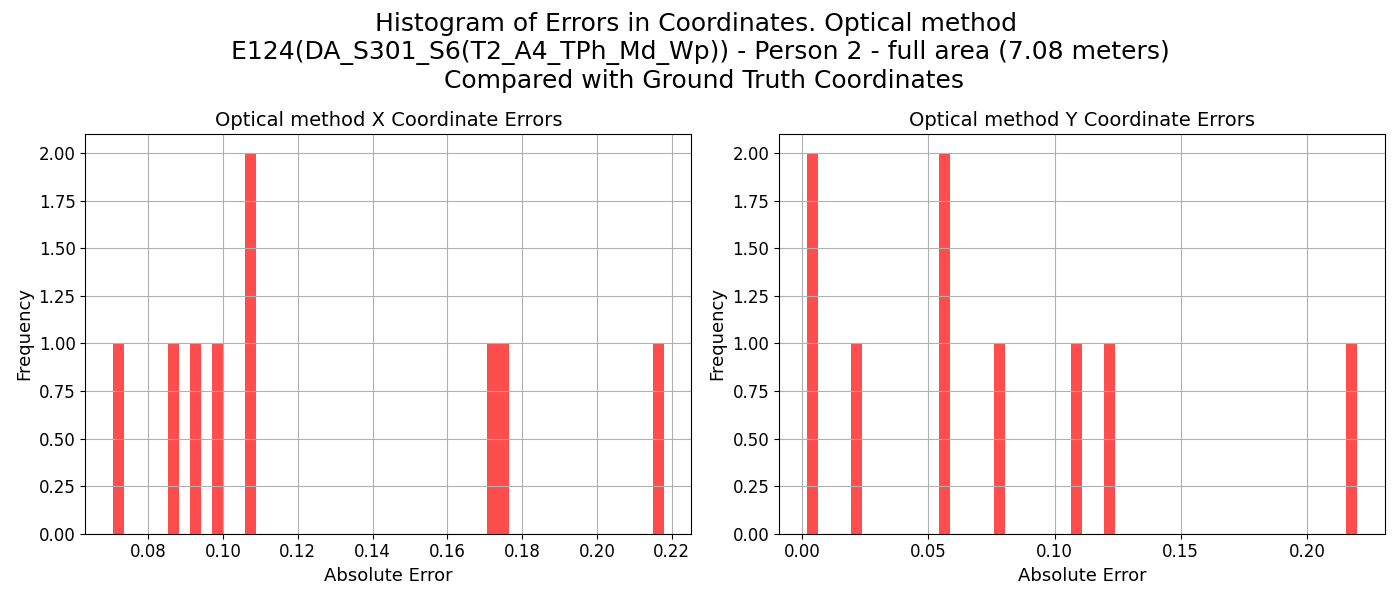 Histogram of Errors in Coordinates. Optical method
E124(DA_S301_S6(T2_A4_TPh_Md_Wp)) - Person 2 - full area (7.08 meters)
Compared with Ground Truth Coordinates
Optical method X Coordinate Errors
Frequency
2.00
1.75
1.50
1.25
1.00
0.75
0.50
0.25
0.00
0.08 0.10 0.12 0.14 0.16 0.18 0.20 0.22
Absolute Error
Optical method Y Coordinate Errors
Frequency
2.00
1.75
1.50
1.25
1.00
0.75
0.50
0.25
0.00
0.00 0.05 0.10 0.15 0.20
Absolute Error